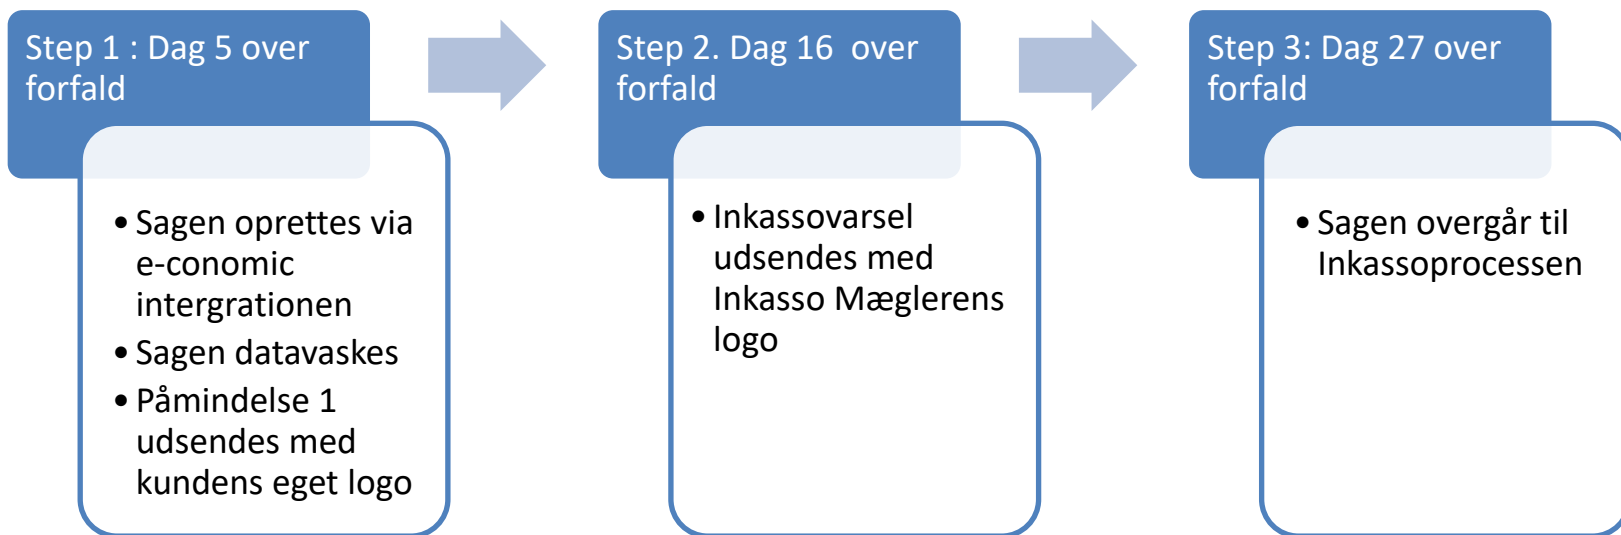 Step 1 : Dag 5 over
forfald
• Sagen oprettes via
e-conomic
intergrationen
• Sagen datavaskes
• Påmindelse 1
udsendes med
kundens eget logo
Step 2. Dag 16 over
forfald
• Inkassovarsel
udsendes med
Inkasso Mæglerens
logo
Step 3: Dag 27 over
forfald
• Sagen overgår til
Inkassoprocessen